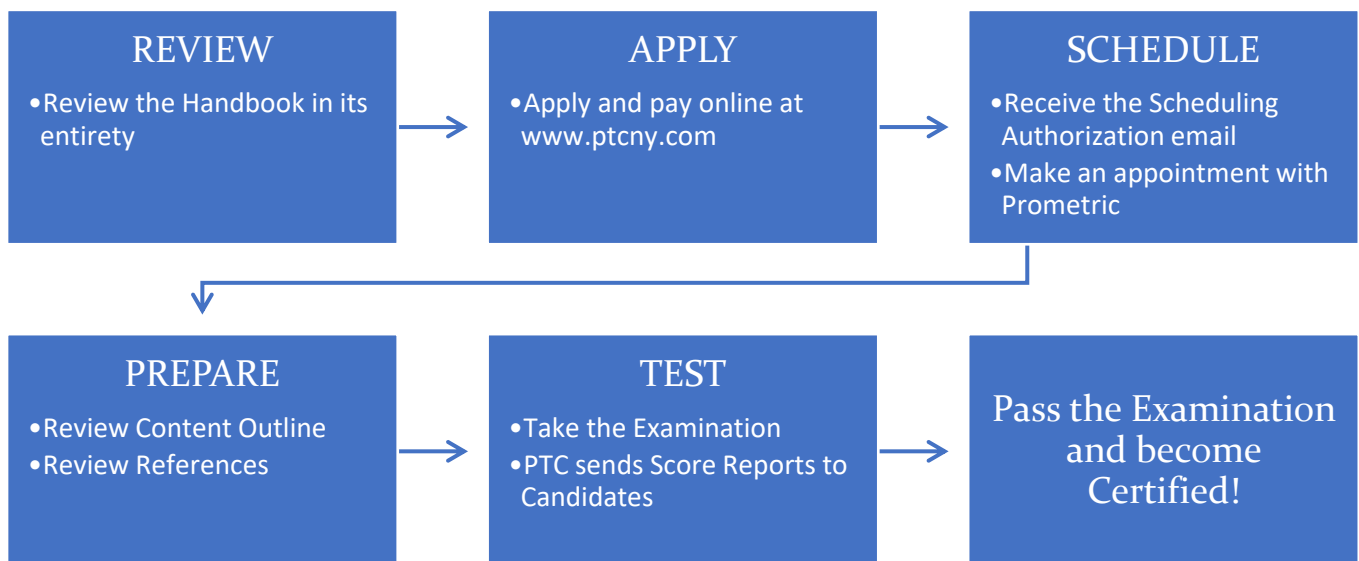 REVIEW
•Review the Handbook in its
entirety
APPLY
•Apply and pay online at
www.ptcny.com
SCHEDULE
•Receive the Scheduling
Authorization email
•Make an appointment with
Prometric
PREPARE
•Review Content Outline
•Review References
TEST
•Take the Examination
•PTC sends Score Reports to
Candidates
Pass the Examination
and become
Certified!